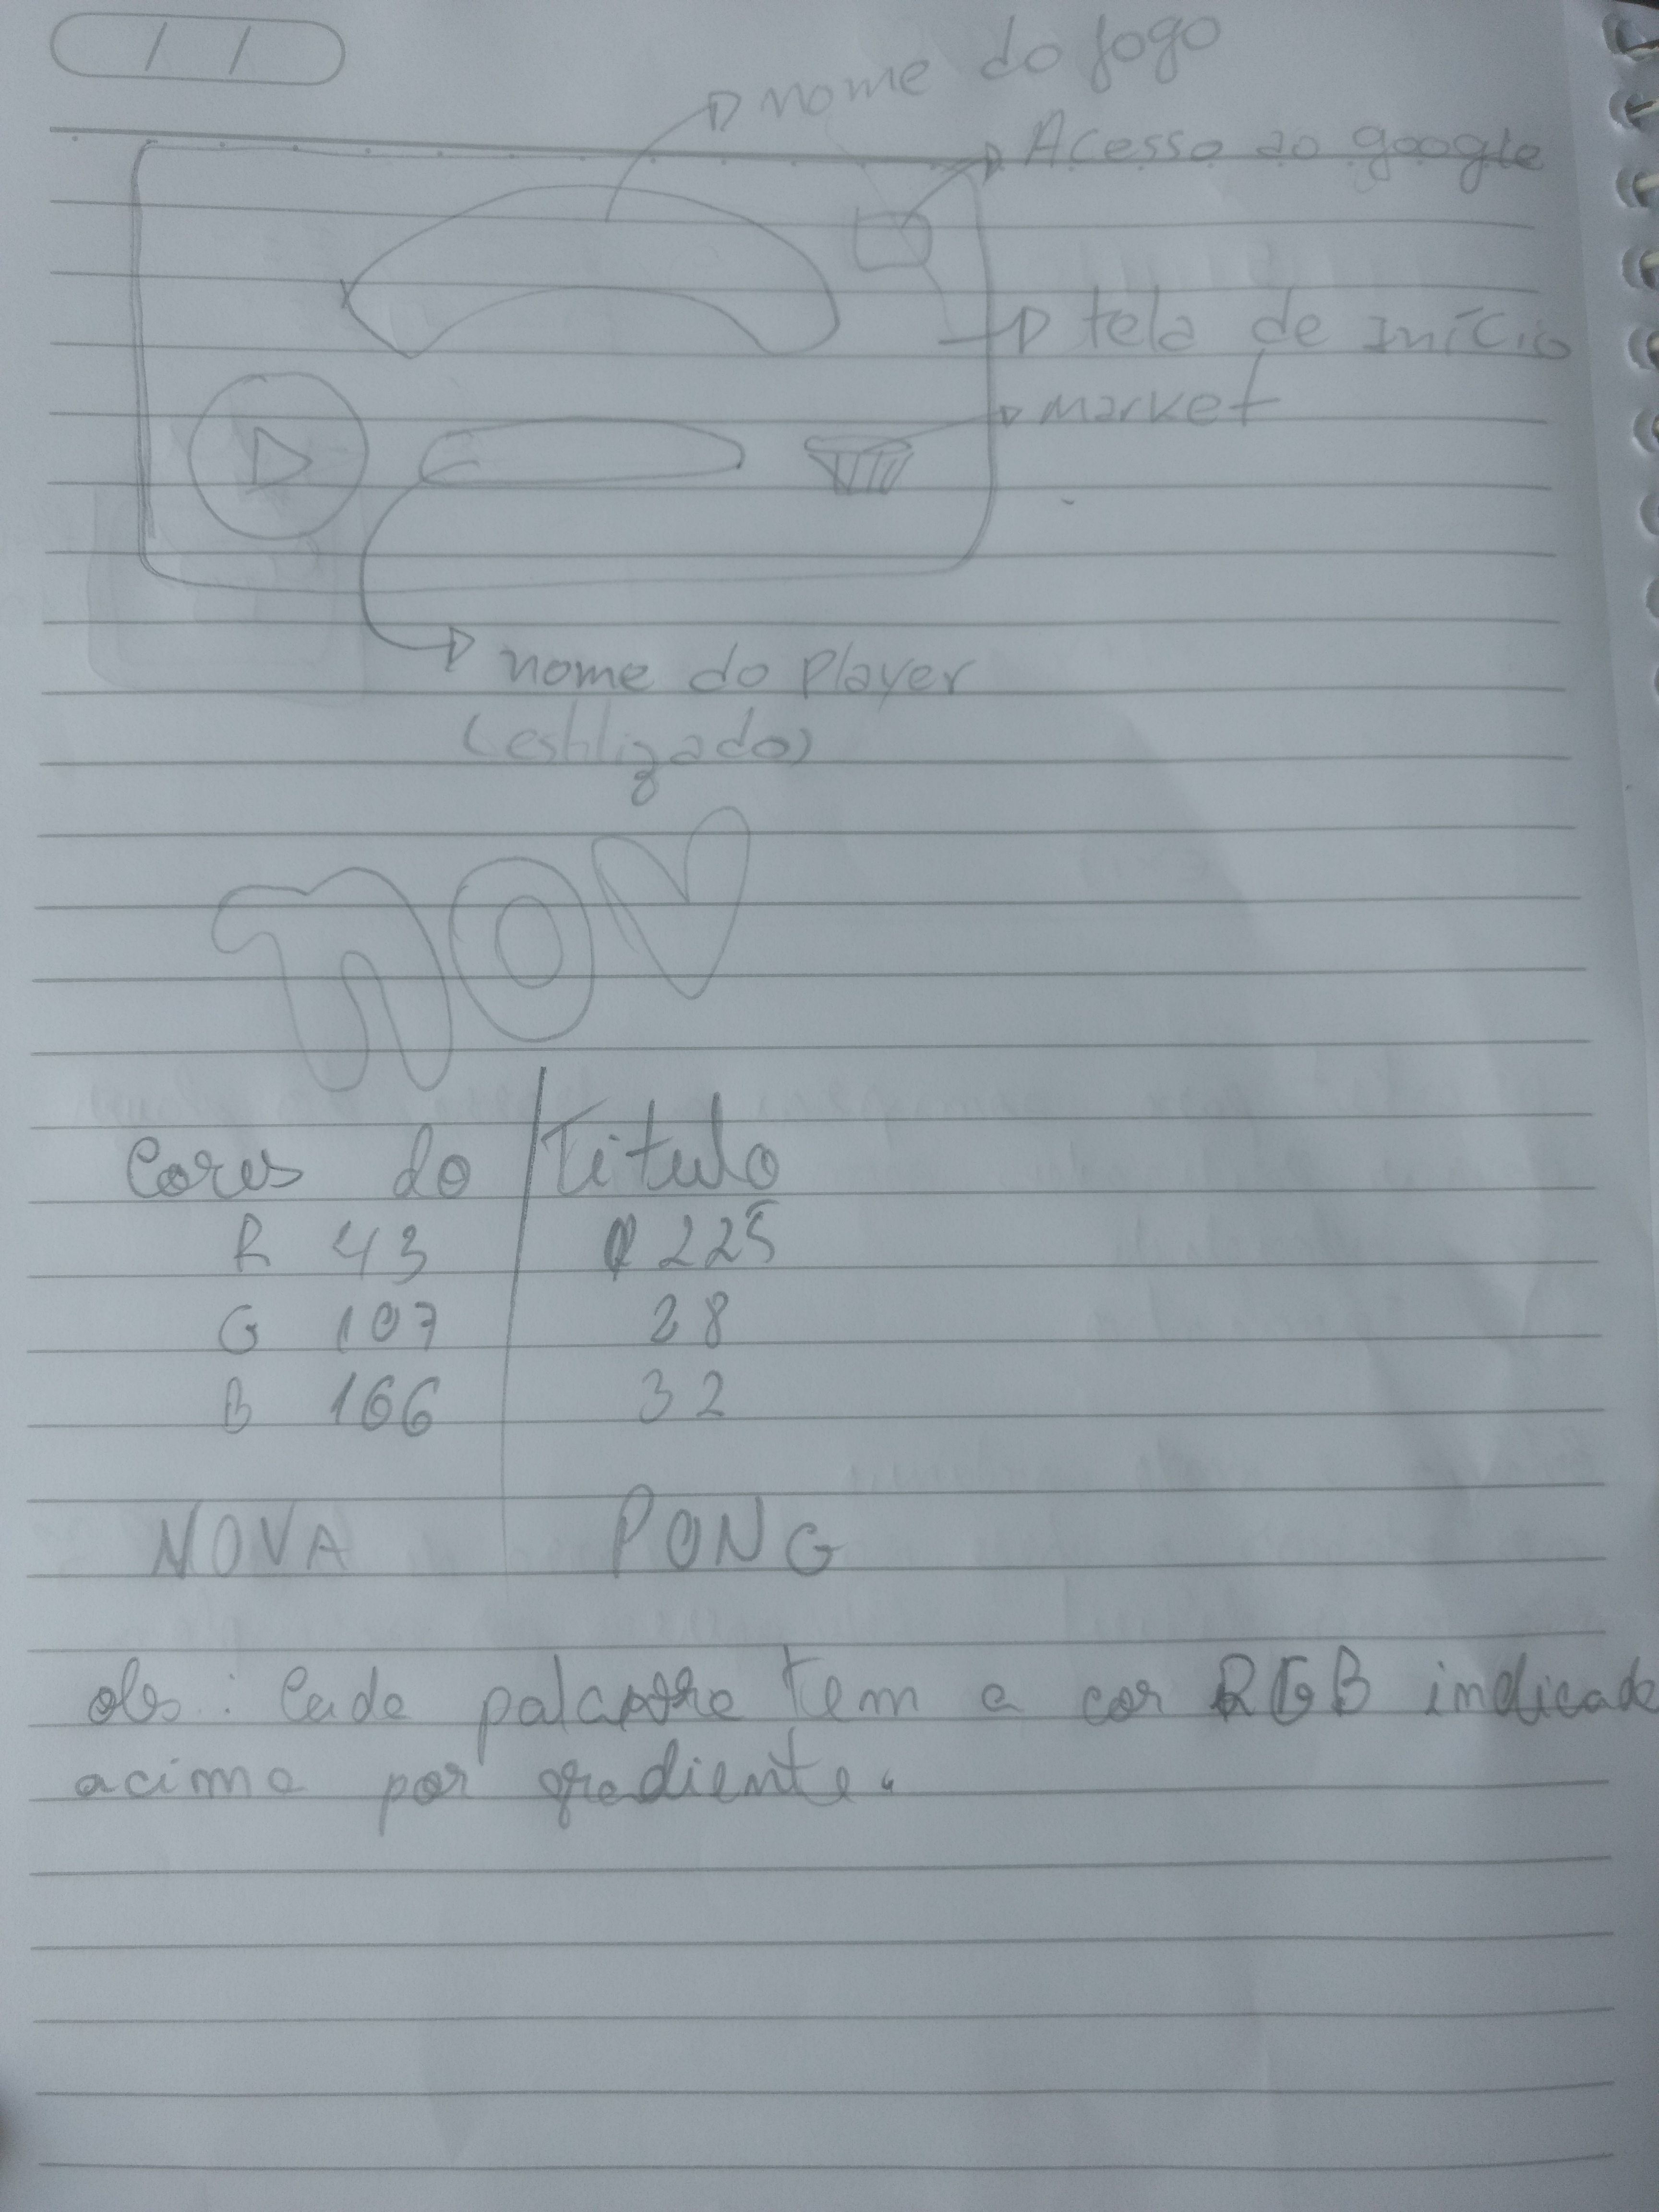 / /
nome do jogo
Acesso ao google
tela de Início
market
nome do Player
(estilizado)
nov
Cores do Titulo
R 43 225
G 107 28
B 166 32
NOVA PONG
obs: Cada palavra tem a cor RGB indicada
acima por gradiente.